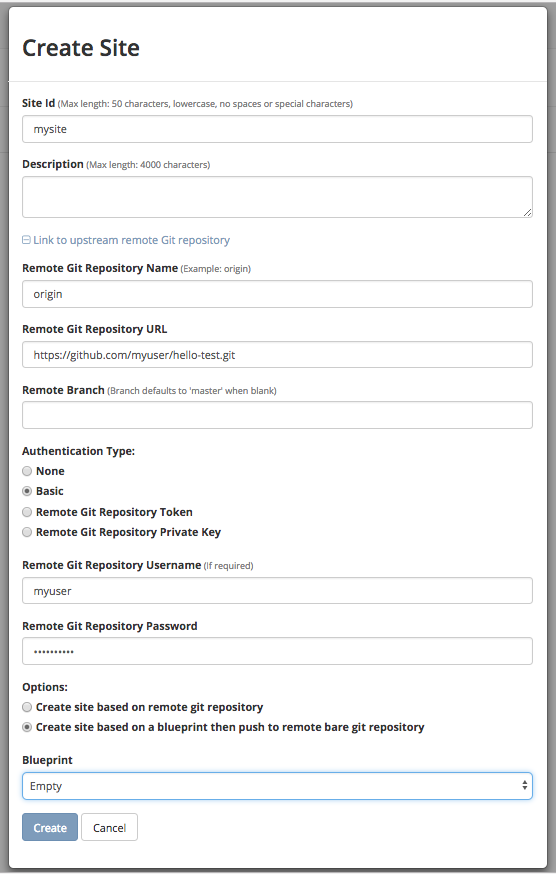 Create Site
Site Id (Max length: 50 characters, lowercase, no spaces or special characters)
mysite
Description (Max length: 4000 characters)
Link to upstream remote Git repository
Remote Git Repository Name (Example: origin)
origin
Remote Git Repository URL
https://github.com/myuser/hello-test.git
Remote Branch (Branch defaults to 'master' when blank)
Authentication Type:
None
Basic
Remote Git Repository Token
Remote Git Repository Private Key
Remote Git Repository Username (If required)
myuser
Remote Git Repository Password
••••••••••
Options:
Create site based on remote git repository
Create site based on a blueprint then push to remote bare git repository
Blueprint
Empty
Create Cancel